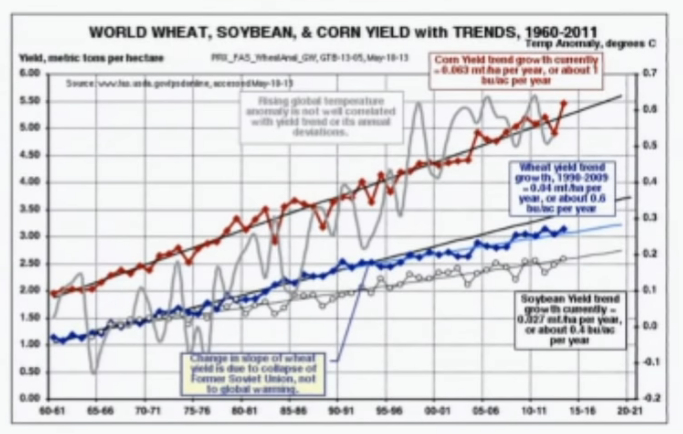 WORLD WHEAT, SOYBEAN, & CORN YIELD with TRENDS, 1960-2011
Temp Anomaly, degrees C
Yield, metric tons per hectare
PRX_FAS_WheatAnal_GW, GTB-13-05, May-10-13
Source: www.fas.usda.gov/psdonline, accessed May-10-13
Corn Yield trend growth currently
= 0.063 mt/ha per year, or about 1
bu/ac per year
Rising global temperature
anomaly is not well correlated
with yield trend or its annual
deviations.
Wheat yield trend
growth, 1990-2009
= 0.04 mt/ha per
year, or about 0.6
bu/ac per year
Soybean Yield trend
growth currently =
0.027 mt/ha per year,
or about 0.4 bu/ac
per year
Change in slope of wheat
yield is due to collapse of
Former Soviet Union, not
to global warming.
6.00
5.50
5.00
4.50
4.00
3.50
3.00
2.50
2.00
1.50
1.00
0.50
0.00
0.7
0.6
0.5
0.4
0.3
0.2
0.1
0.0
-0.1
-0.2
60-61 65-66 70-71 75-76 80-81 85-86 90-91 95-96 00-01 05-06 10-11 15-16 20-21